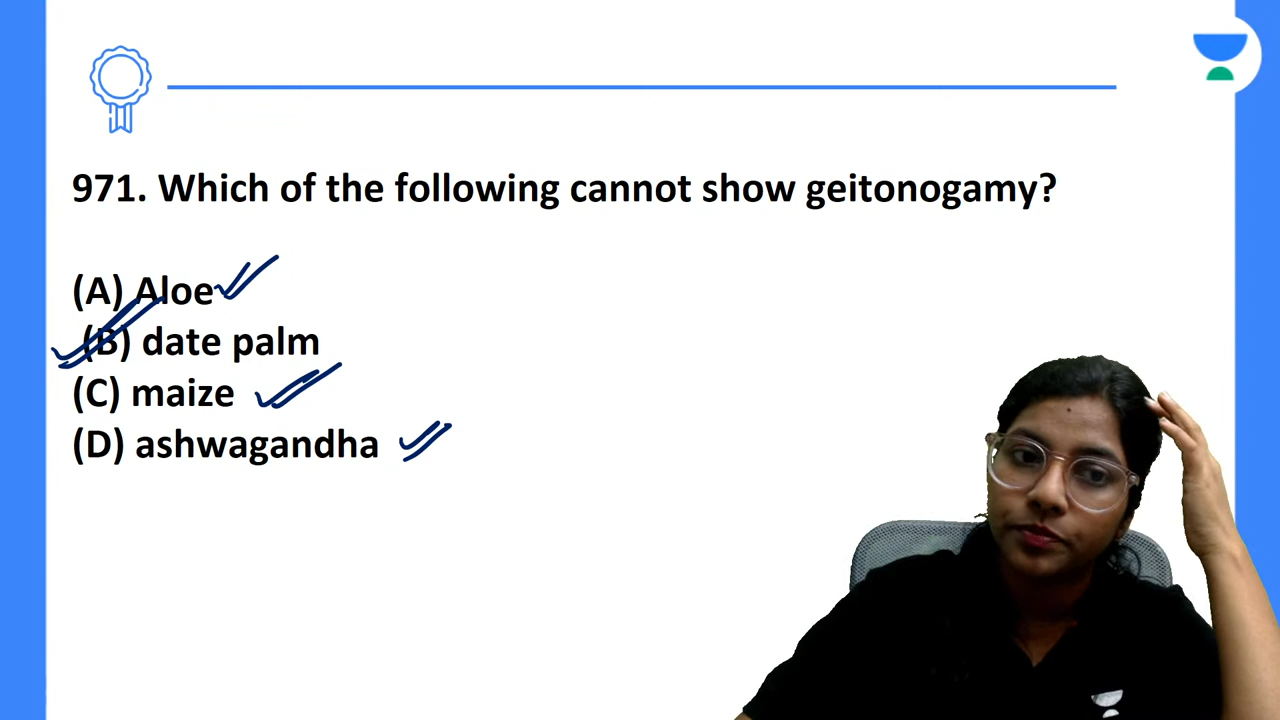 971. Which of the following cannot show geitonogamy?
(A) Aloe
(B) date palm
(C) maize
(D) ashwagandha